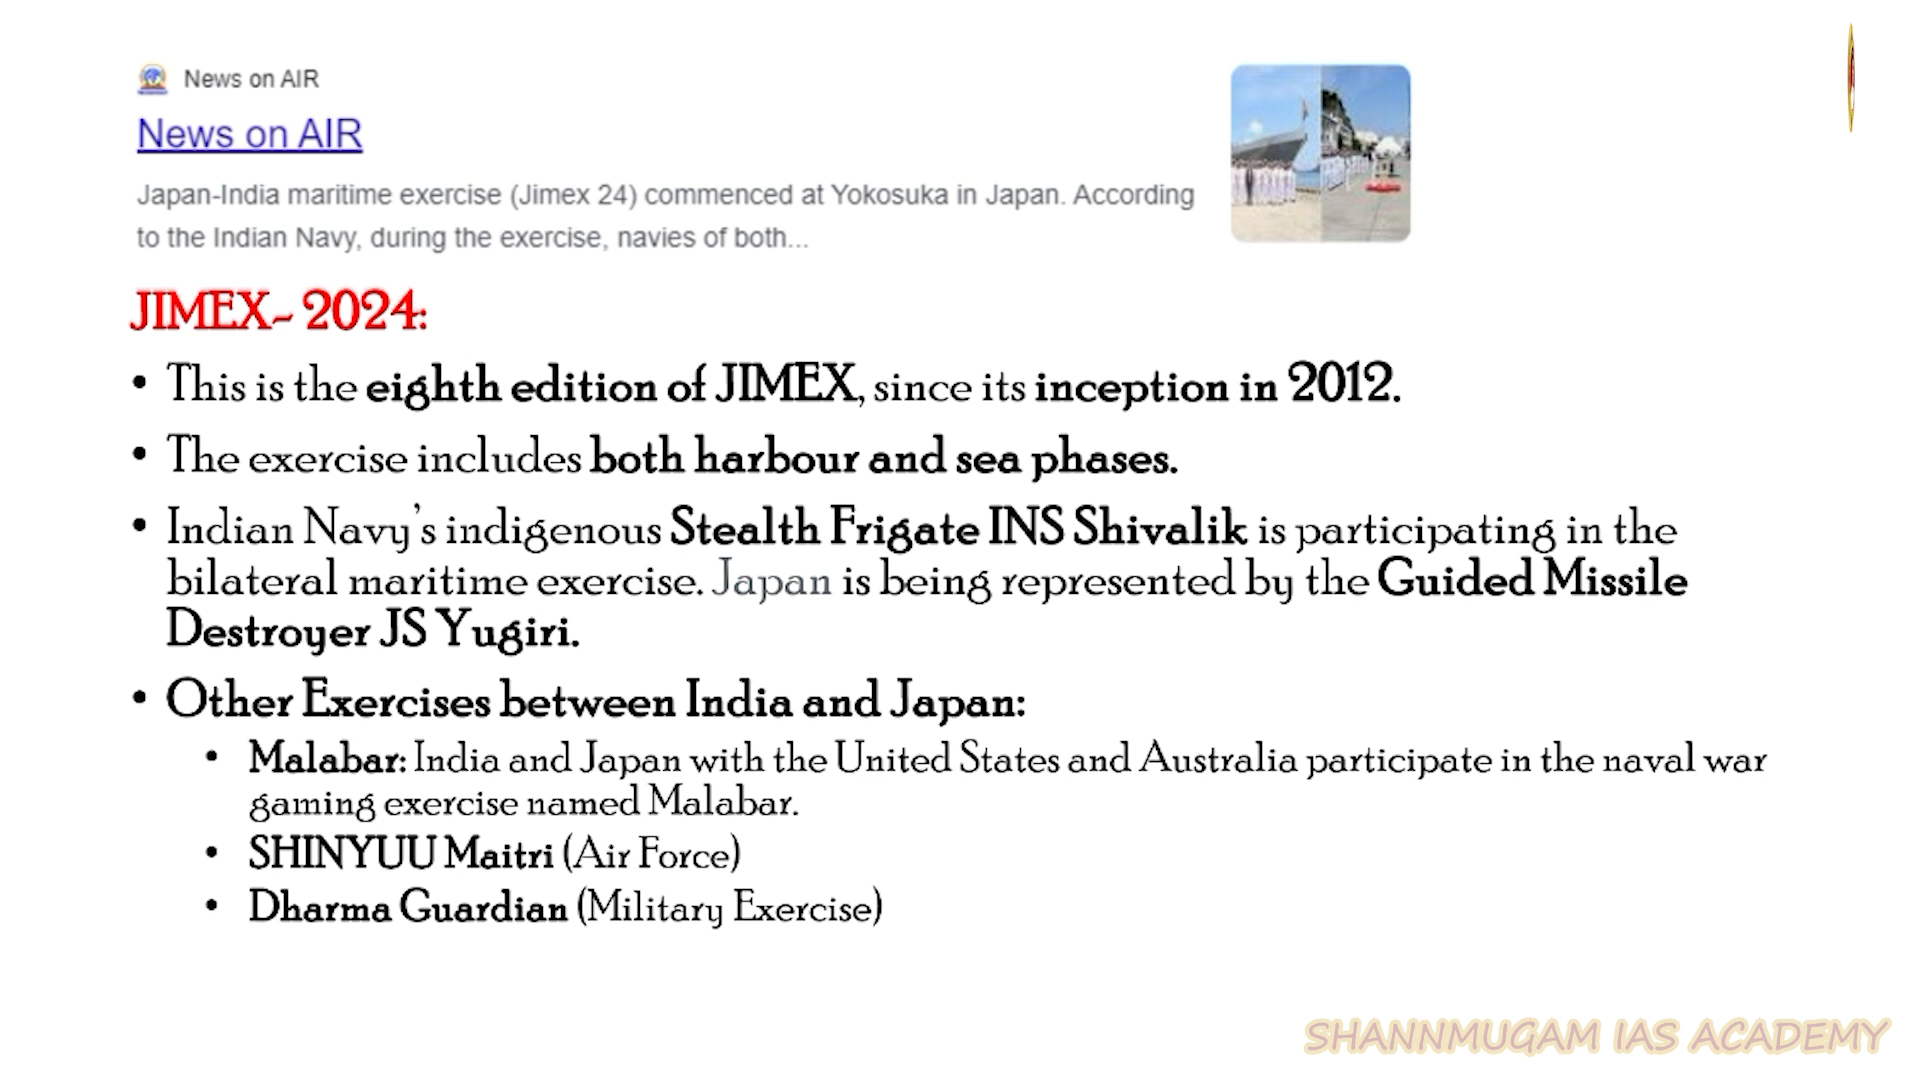 News on AIR
News on AIR
Japan-India maritime exercise (Jimex 24) commenced at Yokosuka in Japan. According
to the Indian Navy, during the exercise, navies of both...
JIMEX- 2024:
• This is the eighth edition of JIMEX, since its inception in 2012.
• The exercise includes both harbour and sea phases.
• Indian Navy's indigenous Stealth Frigate INS Shivalik is participating in the
bilateral maritime exercise. Japan is being represented by the Guided Missile
Destroyer JS Yugiri.
• Other Exercises between India and Japan:
• Malabar: India and Japan with the United States and Australia participate in the naval war
gaming exercise named Malabar.
• SHINYUU Maitri (Air Force)
• Dharma Guardian (Military Exercise)
SHANNMUGAM IAS ACADEMY